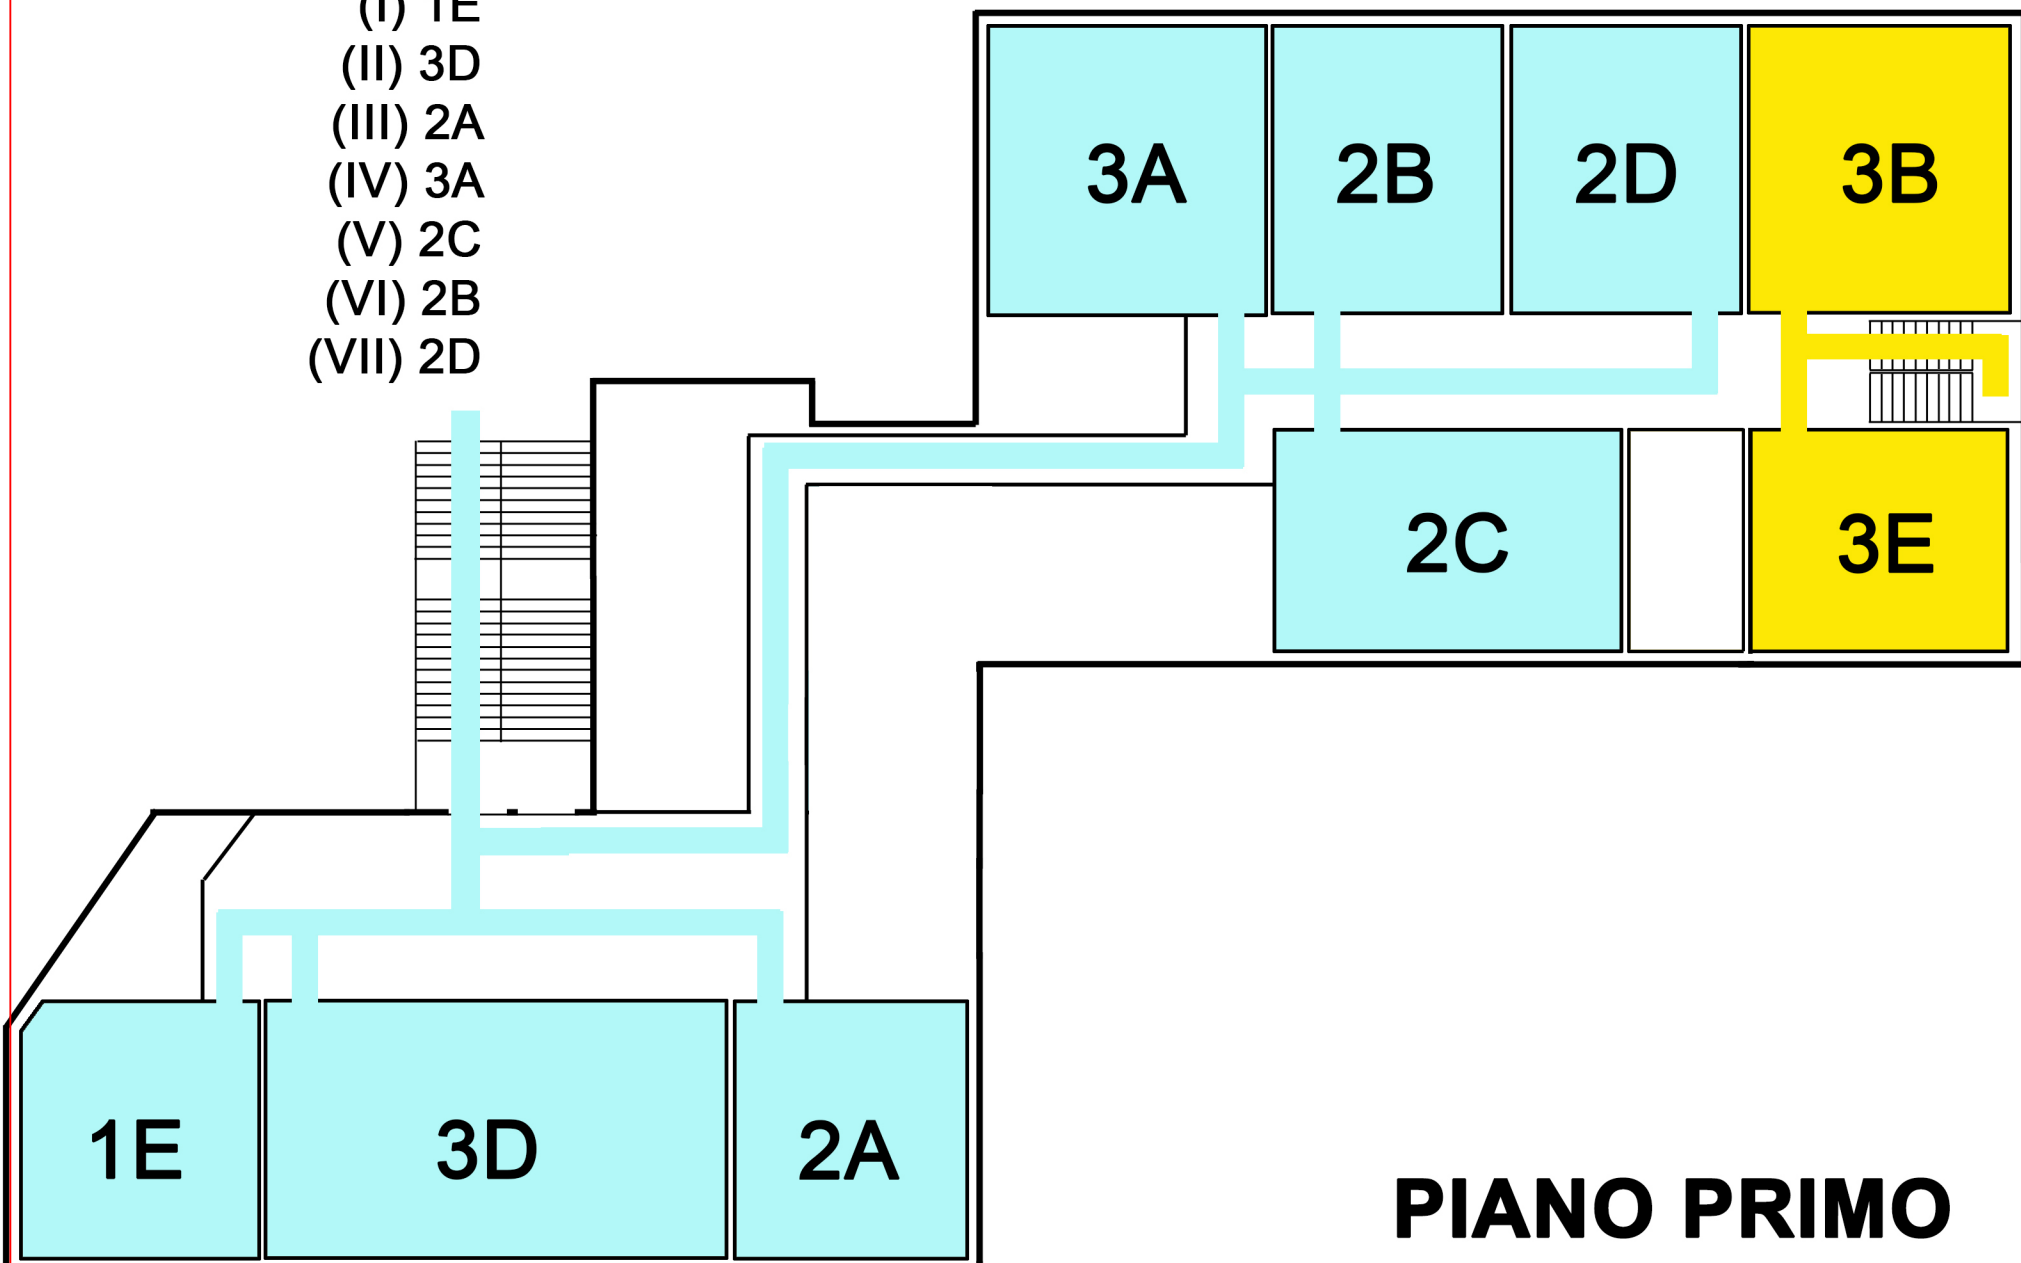 (I) 1E
(II) 3D
(III) 2A
(IV) 3A
(V) 2C
(VI) 2B
(VII) 2D
3A
2B
2D
3B
2C
3E
1E
3D
2A
PIANO PRIMO